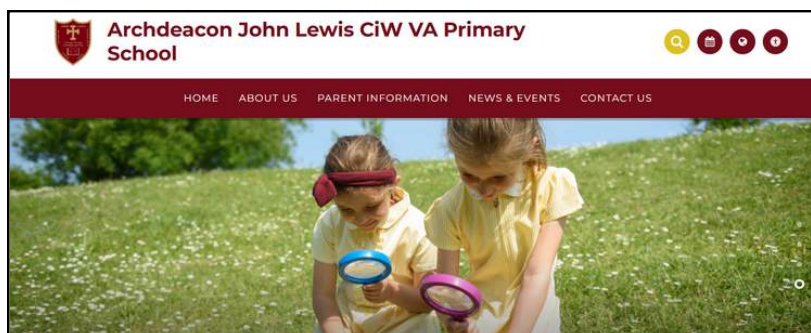 Archdeacon John Lewis CiW VA Primary
School
HOME ABOUT US PARENT INFORMATION NEWS & EVENTS CONTACT US